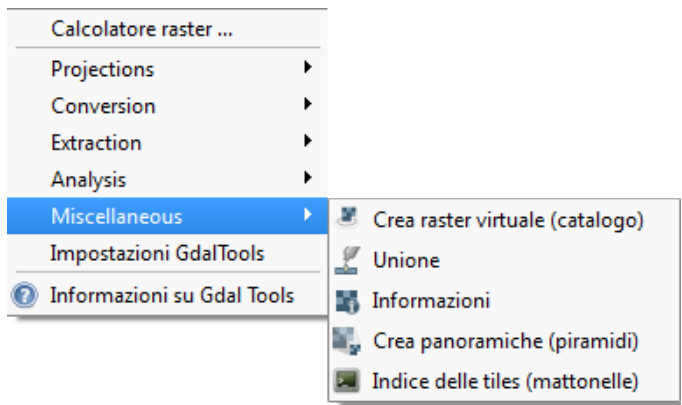 Calcolatore raster ...
Projections
Conversion
Extraction
Analysis
Miscellaneous
Impostazioni GdalTools
Informazioni su Gdal Tools
Crea raster virtuale (catalogo)
Unione
Informazioni
Crea panoramiche (piramidi)
Indice delle tiles (mattonelle)